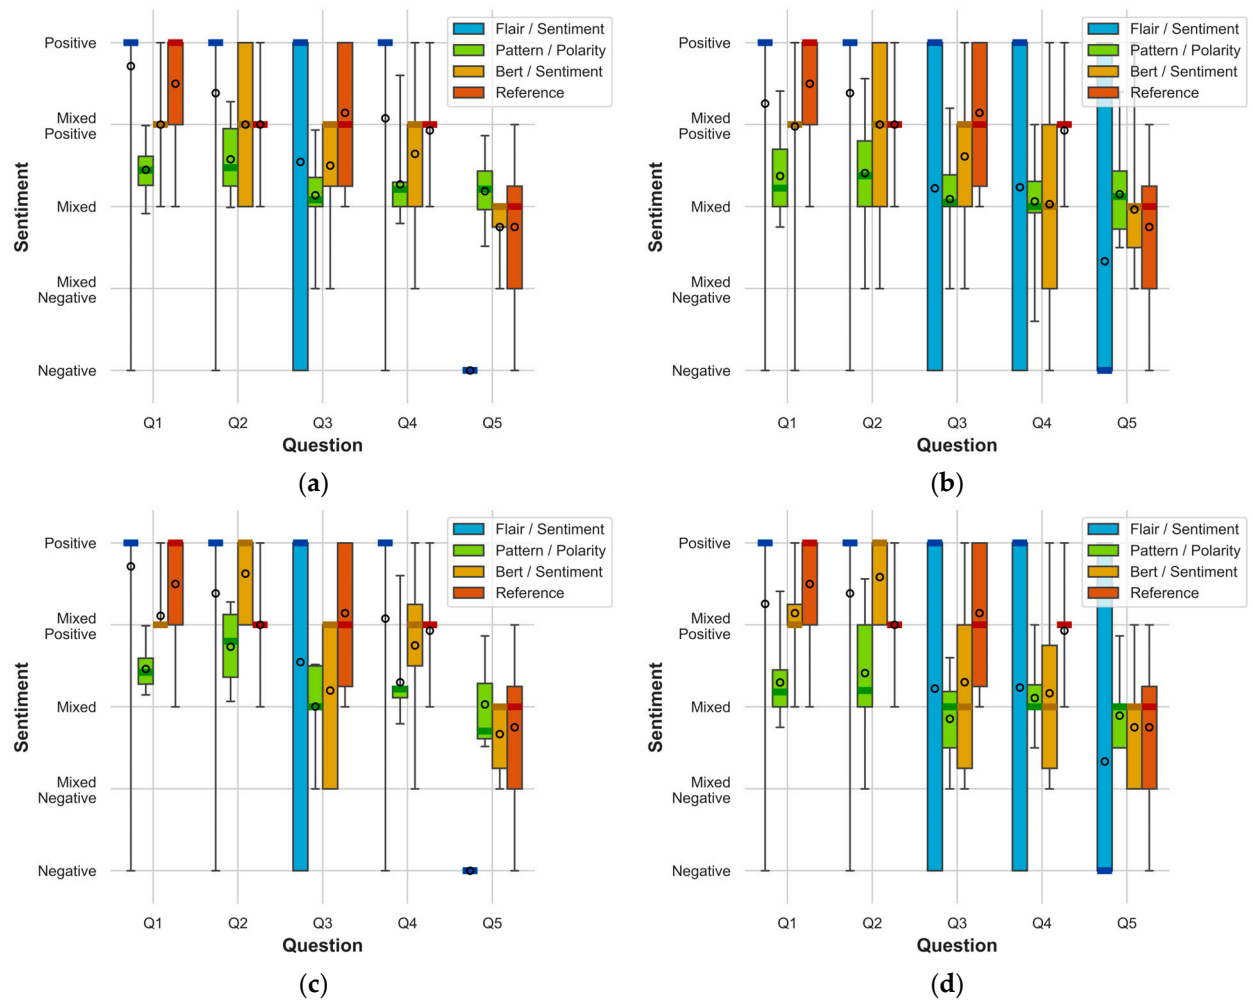 Flair / Sentiment
Pattern / Polarity
Bert / Sentiment
Reference
Positive
Mixed
Positive
Mixed
Mixed
Negative
Negative
Sentiment
Q1 Q2 Q3 Q4 Q5
Question
(a)
Flair / Sentiment
Pattern / Polarity
Bert / Sentiment
Reference
Positive
Mixed
Positive
Mixed
Mixed
Negative
Negative
Sentiment
Q1 Q2 Q3 Q4 Q5
Question
(b)
Flair / Sentiment
Pattern / Polarity
Bert / Sentiment
Reference
Positive
Mixed
Positive
Mixed
Mixed
Negative
Negative
Sentiment
Q1 Q2 Q3 Q4 Q5
Question
(c)
Flair / Sentiment
Pattern / Polarity
Bert / Sentiment
Reference
Positive
Mixed
Positive
Mixed
Mixed
Negative
Negative
Sentiment
Q1 Q2 Q3 Q4 Q5
Question
(d)